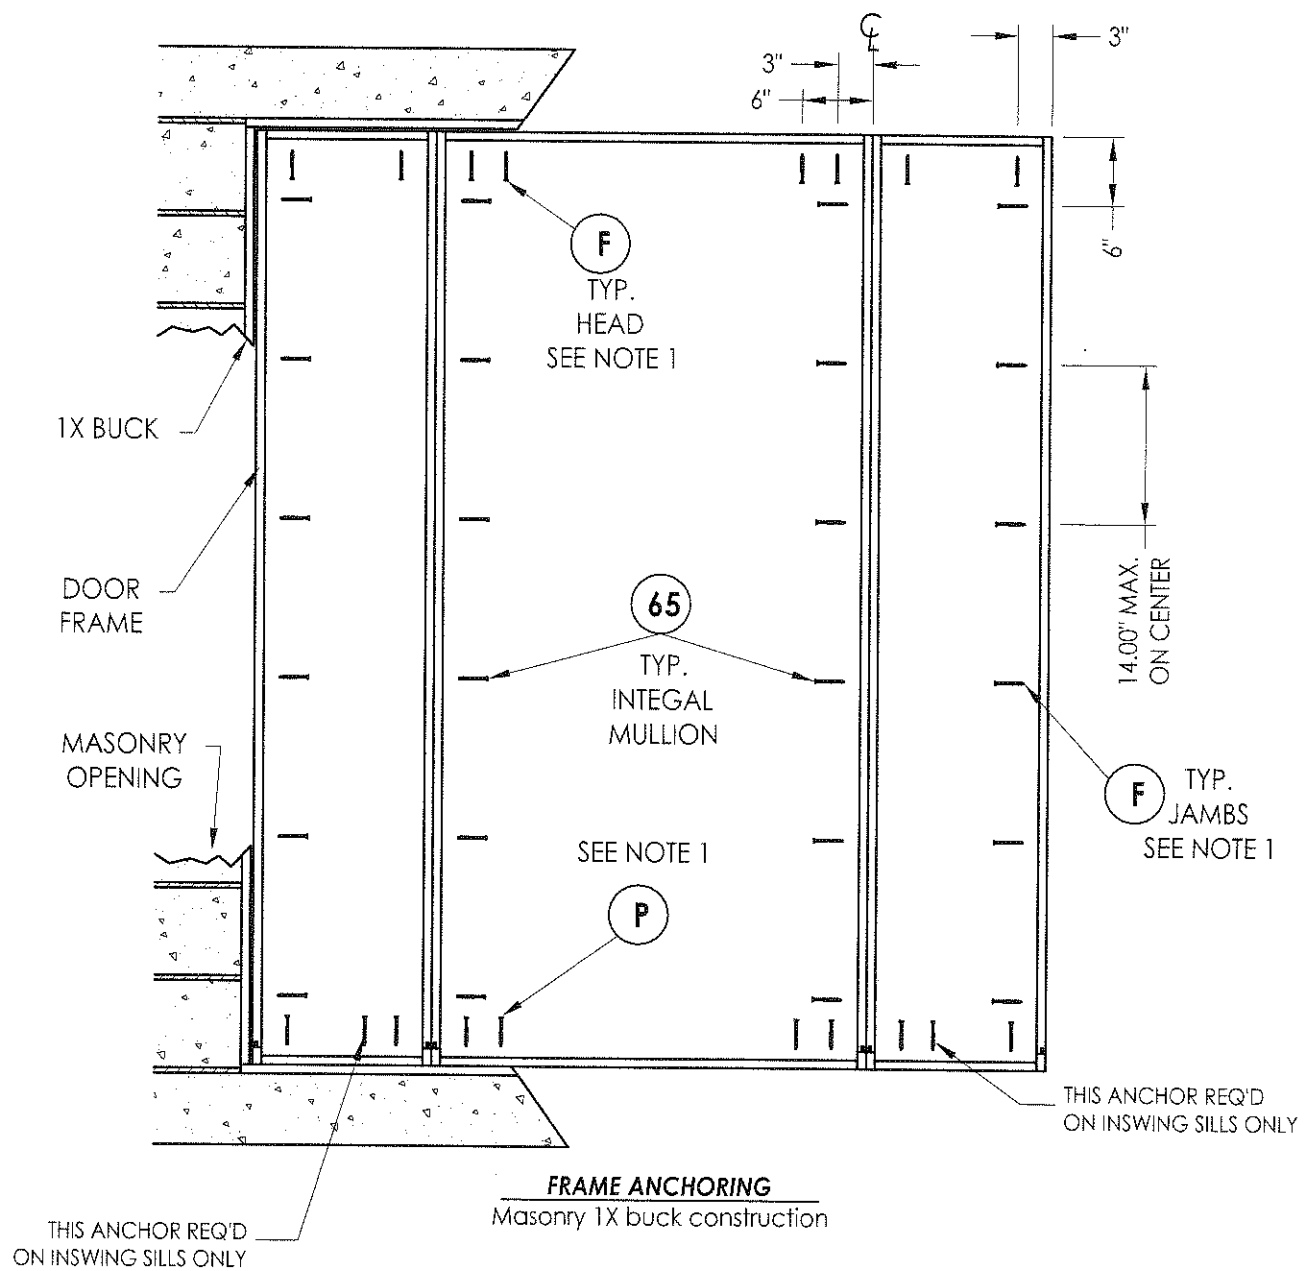 ℄
3"
3"
6"
6"
F
TYP.
HEAD
SEE NOTE 1
1X BUCK
DOOR
FRAME
65
TYP.
INTEGAL
MULLION
14.00" MAX.
ON CENTER
MASONRY
OPENING
F
TYP.
JAMBS
SEE NOTE 1
SEE NOTE 1
P
THIS ANCHOR REQ'D
ON INSWING SILLS ONLY
FRAME ANCHORING
Masonry 1X buck construction
THIS ANCHOR REQ'D
ON INSWING SILLS ONLY